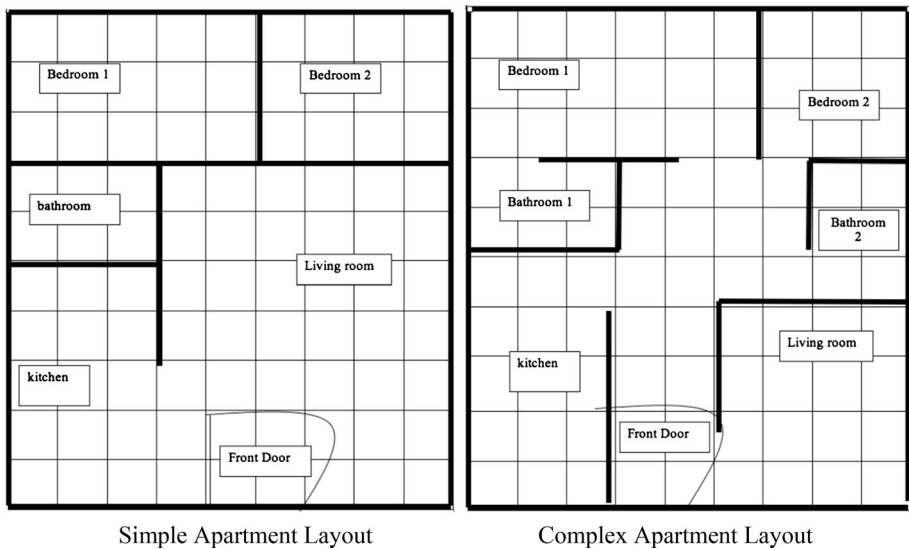 Bedroom 1
Bedroom 2
bathroom
Living room
kitchen
Front Door
Simple Apartment Layout
Bedroom 1
Bedroom 2
Bathroom 1
Bathroom
2
Living room
kitchen
Front Door
Complex Apartment Layout